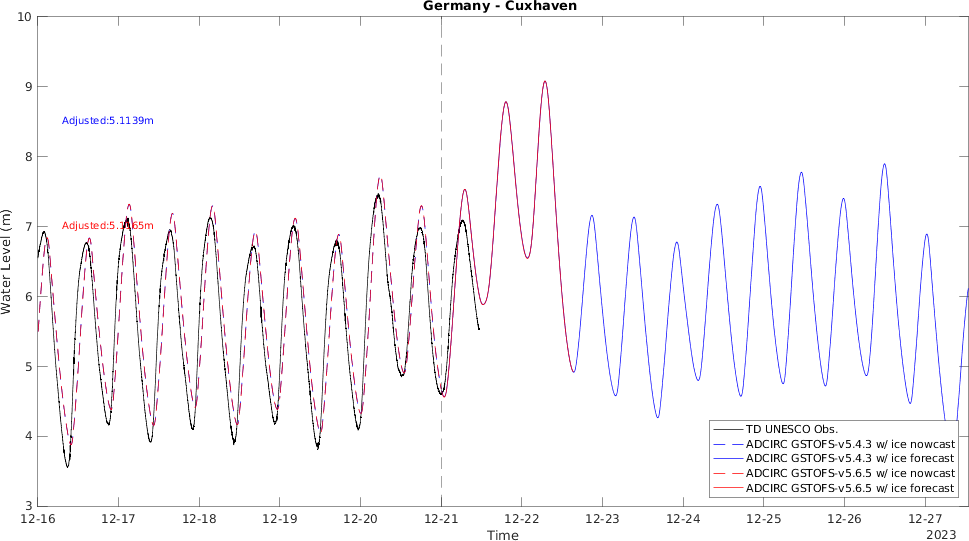 Germany - Cuxhaven
10
9
8
7
6
5
4
3
Water Level (m)
Adjusted:5.1139m
Adjusted:5.1165m
TD UNESCO Obs.
ADCIRC GSTOFS-v5.4.3 w/ ice nowcast
ADCIRC GSTOFS-v5.4.3 w/ ice forecast
ADCIRC GSTOFS-v5.6.5 w/ ice nowcast
ADCIRC GSTOFS-v5.6.5 w/ ice forecast
12-16 12-17 12-18 12-19 12-20 12-21 12-22 12-23 12-24 12-25 12-26 12-27
Time
2023